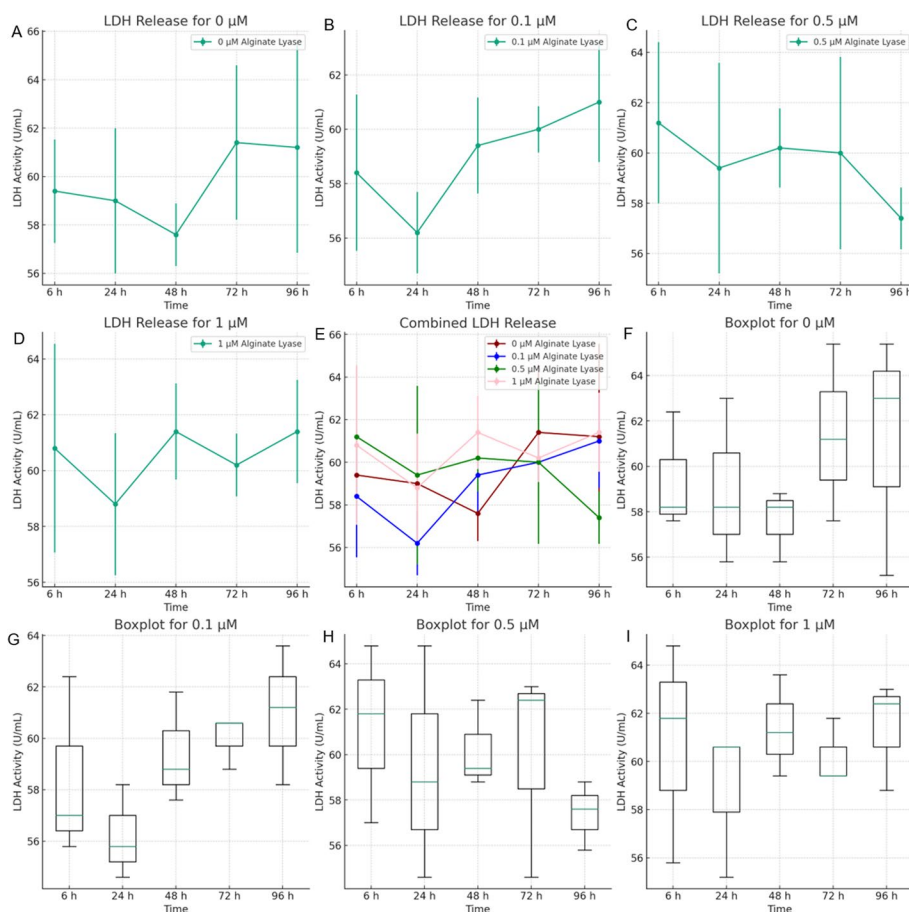 A
LDH Release for 0 μM
0 μM Alginate Lyase
LDH Activity (U/mL)
66
64
62
60
58
56
6 h 24 h 48 h 72 h 96 h
Time
B
LDH Release for 0.1 μM
0.1 μM Alginate Lyase
LDH Activity (U/mL)
62
60
58
56
6 h 24 h 48 h 72 h 96 h
Time
C
LDH Release for 0.5 μM
0.5 μM Alginate Lyase
LDH Activity (U/mL)
64
62
60
58
56
6 h 24 h 48 h 72 h 96 h
Time
D
LDH Release for 1 μM
1 μM Alginate Lyase
LDH Activity (U/mL)
64
62
60
58
56
6 h 24 h 48 h 72 h 96 h
Time
E
Combined LDH Release
0 μM Alginate Lyase
0.1 μM Alginate Lyase
0.5 μM Alginate Lyase
1 μM Alginate Lyase
LDH Activity (U/mL)
66
64
62
60
58
56
6 h 24 h 48 h 72 h 96 h
Time
F
Boxplot for 0 μM
LDH Activity (U/mL)
64
62
60
58
56
6 h 24 h 48 h 72 h 96 h
Time
G
Boxplot for 0.1 μM
LDH Activity (U/mL)
64
62
60
58
56
6 h 24 h 48 h 72 h 96 h
Time
H
Boxplot for 0.5 μM
LDH Activity (U/mL)
64
62
60
58
56
6 h 24 h 48 h 72 h 96 h
Time
I
Boxplot for 1 μM
LDH Activity (U/mL)
64
62
60
58
56
6 h 24 h 48 h 72 h 96 h
Time